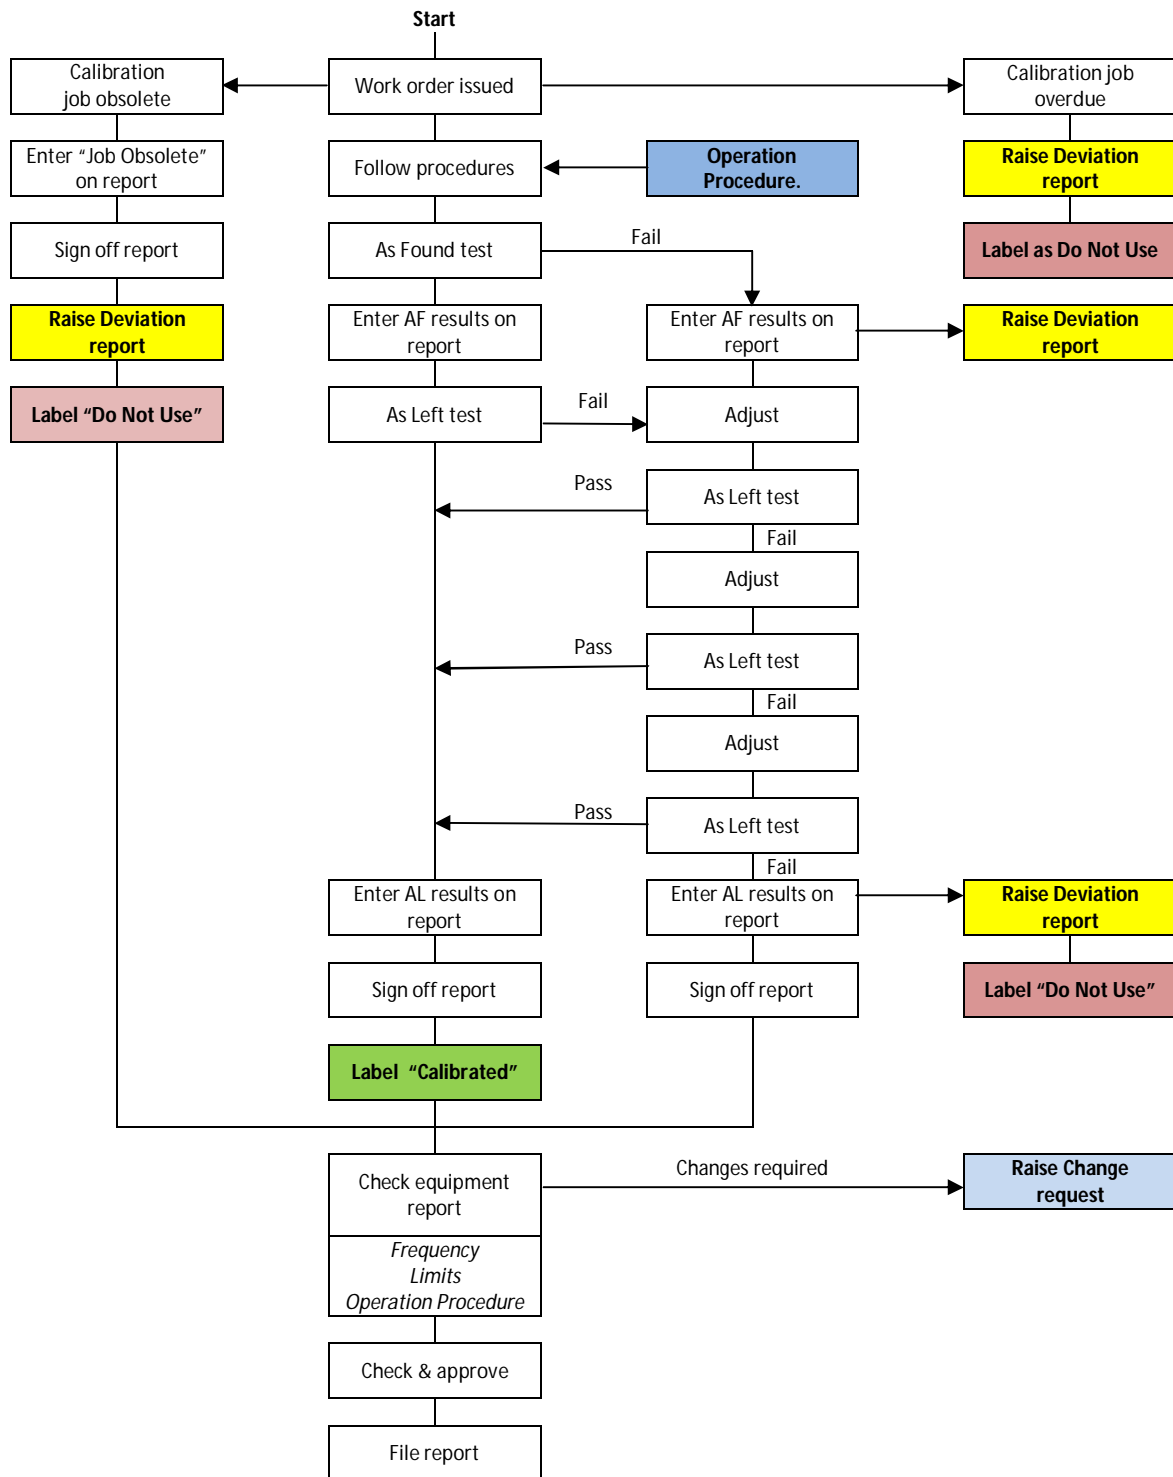 Start
Calibration
job obsolete
Work order issued
Calibration job
overdue
Enter “Job Obsolete”
on report
Follow procedures
Operation
Procedure.
Raise Deviation
report
Sign off report
As Found test
Fail
Label as Do Not Use
Raise Deviation
report
Enter AF results on
report
Enter AF results on
report
Raise Deviation
report
Label “Do Not Use”
As Left test
Fail
Adjust
Pass
As Left test
Fail
Adjust
Pass
As Left test
Fail
Adjust
Pass
As Left test
Fail
Enter AL results on
report
Enter AL results on
report
Raise Deviation
report
Sign off report
Sign off report
Label “Do Not Use”
Label “Calibrated”
Check equipment
report
Changes required
Raise Change
request
Frequency
Limits
Operation Procedure
Check & approve
File report